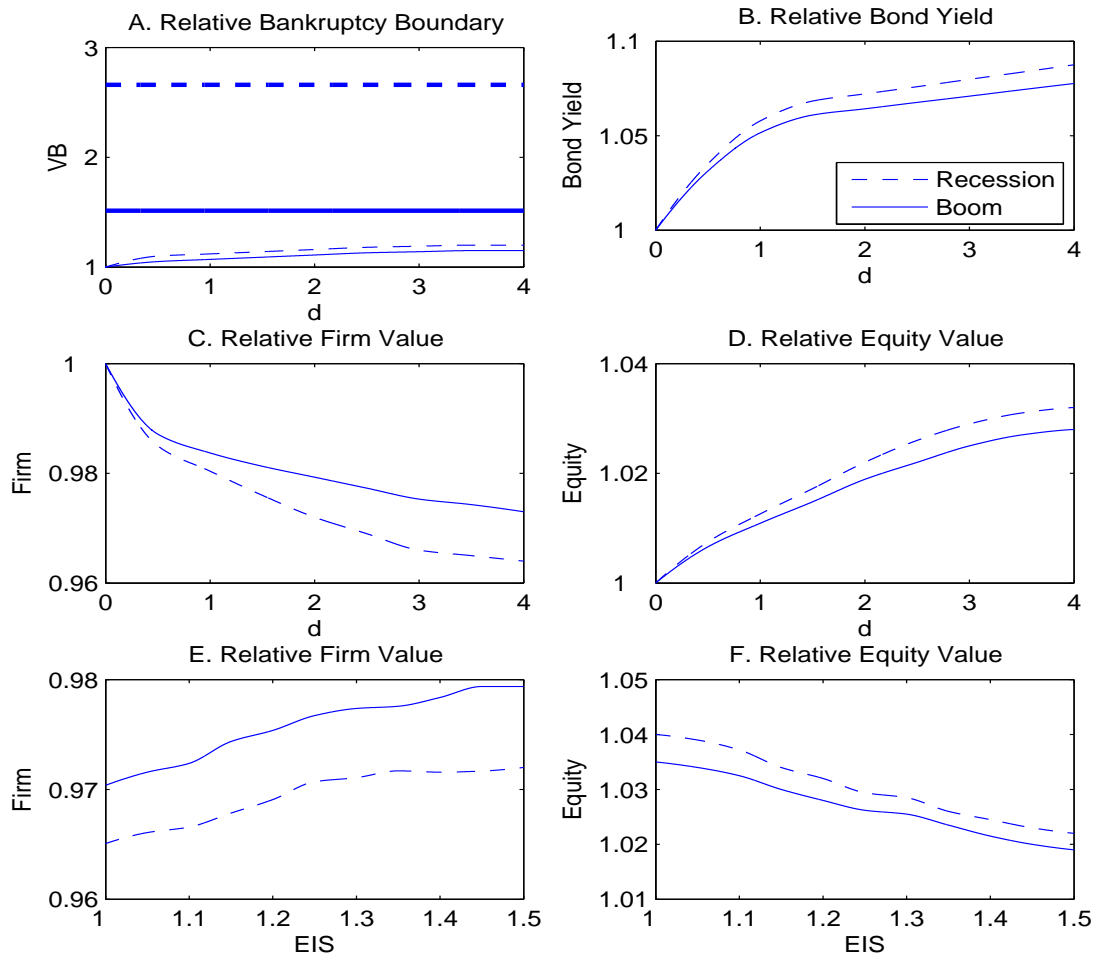 A. Relative Bankruptcy Boundary
3
2
1
VB
0 1 2 3 4
d
B. Relative Bond Yield
1.1
1.05
1
Bond Yield
Recession
Boom
0 1 2 3 4
d
C. Relative Firm Value
1
0.98
0.96
Firm
0 1 2 3 4
d
D. Relative Equity Value
1.04
1.02
1
Equity
0 1 2 3 4
d
E. Relative Firm Value
0.98
0.97
0.96
Firm
1 1.1 1.2 1.3 1.4 1.5
EIS
F. Relative Equity Value
1.05
1.04
1.03
1.02
1.01
Equity
1 1.1 1.2 1.3 1.4 1.5
EIS